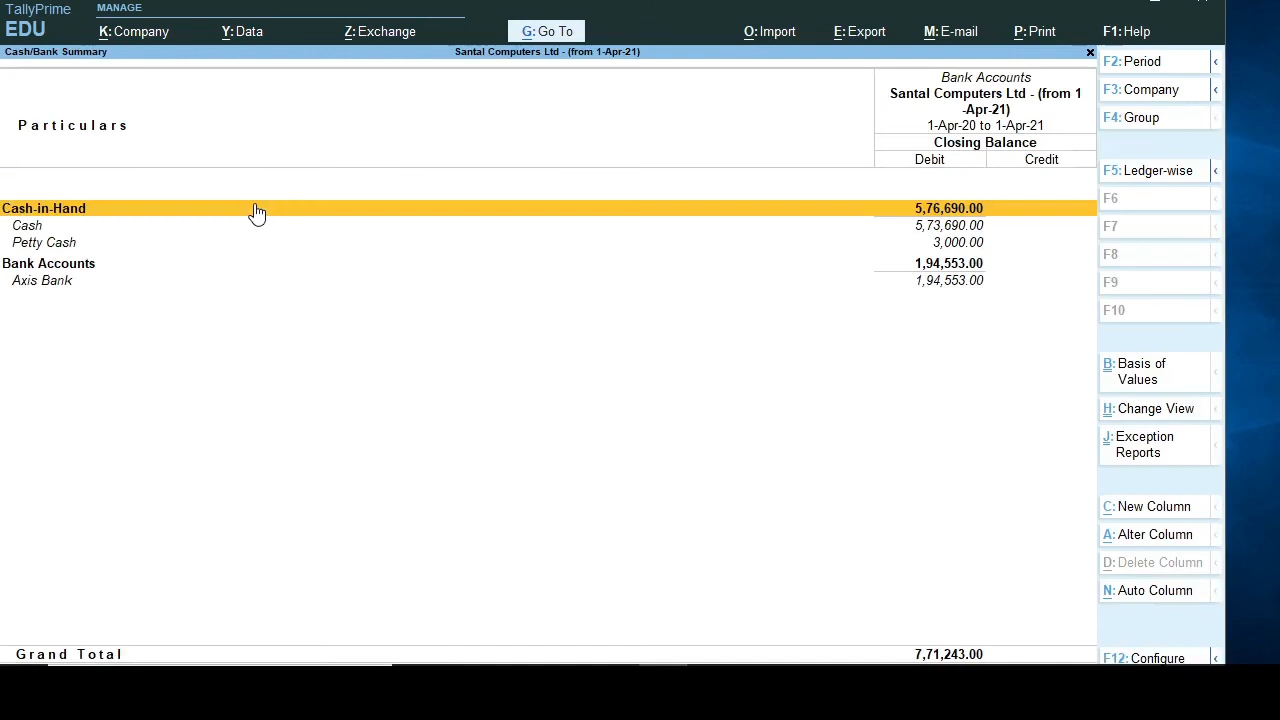 TallyPrime
MANAGE
EDU
K: Company
Y: Data
Z: Exchange
G: Go To
O: Import
E: Export
M: E-mail
P: Print
F1: Help
Cash/Bank Summary
Santal Computers Ltd - (from 1-Apr-21)
Particulars
Bank Accounts
Santal Computers Ltd - (from 1
-Apr-21)
1-Apr-20 to 1-Apr-21
Closing Balance
Debit
Credit
Cash-in-Hand 5,76,690.00
Cash 5,73,690.00
Petty Cash 3,000.00
Bank Accounts 1,94,553.00
Axis Bank 1,94,553.00
Grand Total 7,71,243.00
F2: Period
F3: Company
F4: Group
F5: Ledger-wise
F6
F7
F8
F9
F10
B: Basis of
Values
H: Change View
J: Exception
Reports
C: New Column
A: Alter Column
D: Delete Column
N: Auto Column
F12: Configure